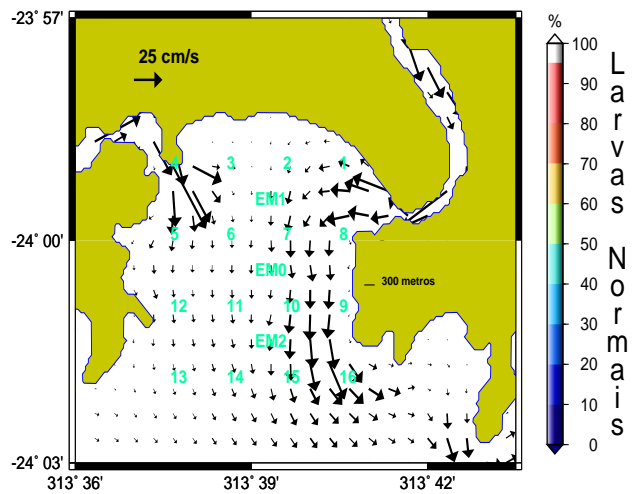 -23° 57'
-24° 00'
-24° 03'
313° 36'
313° 39'
313° 42'
25 cm/s
4 3 2 1
EM1
5 6 7 8
EM0
300 metros
12 11 10 9
EM2
13 14 15 16
%
100
90
80
70
60
50
40
30
20
10
0
Larvas Normais